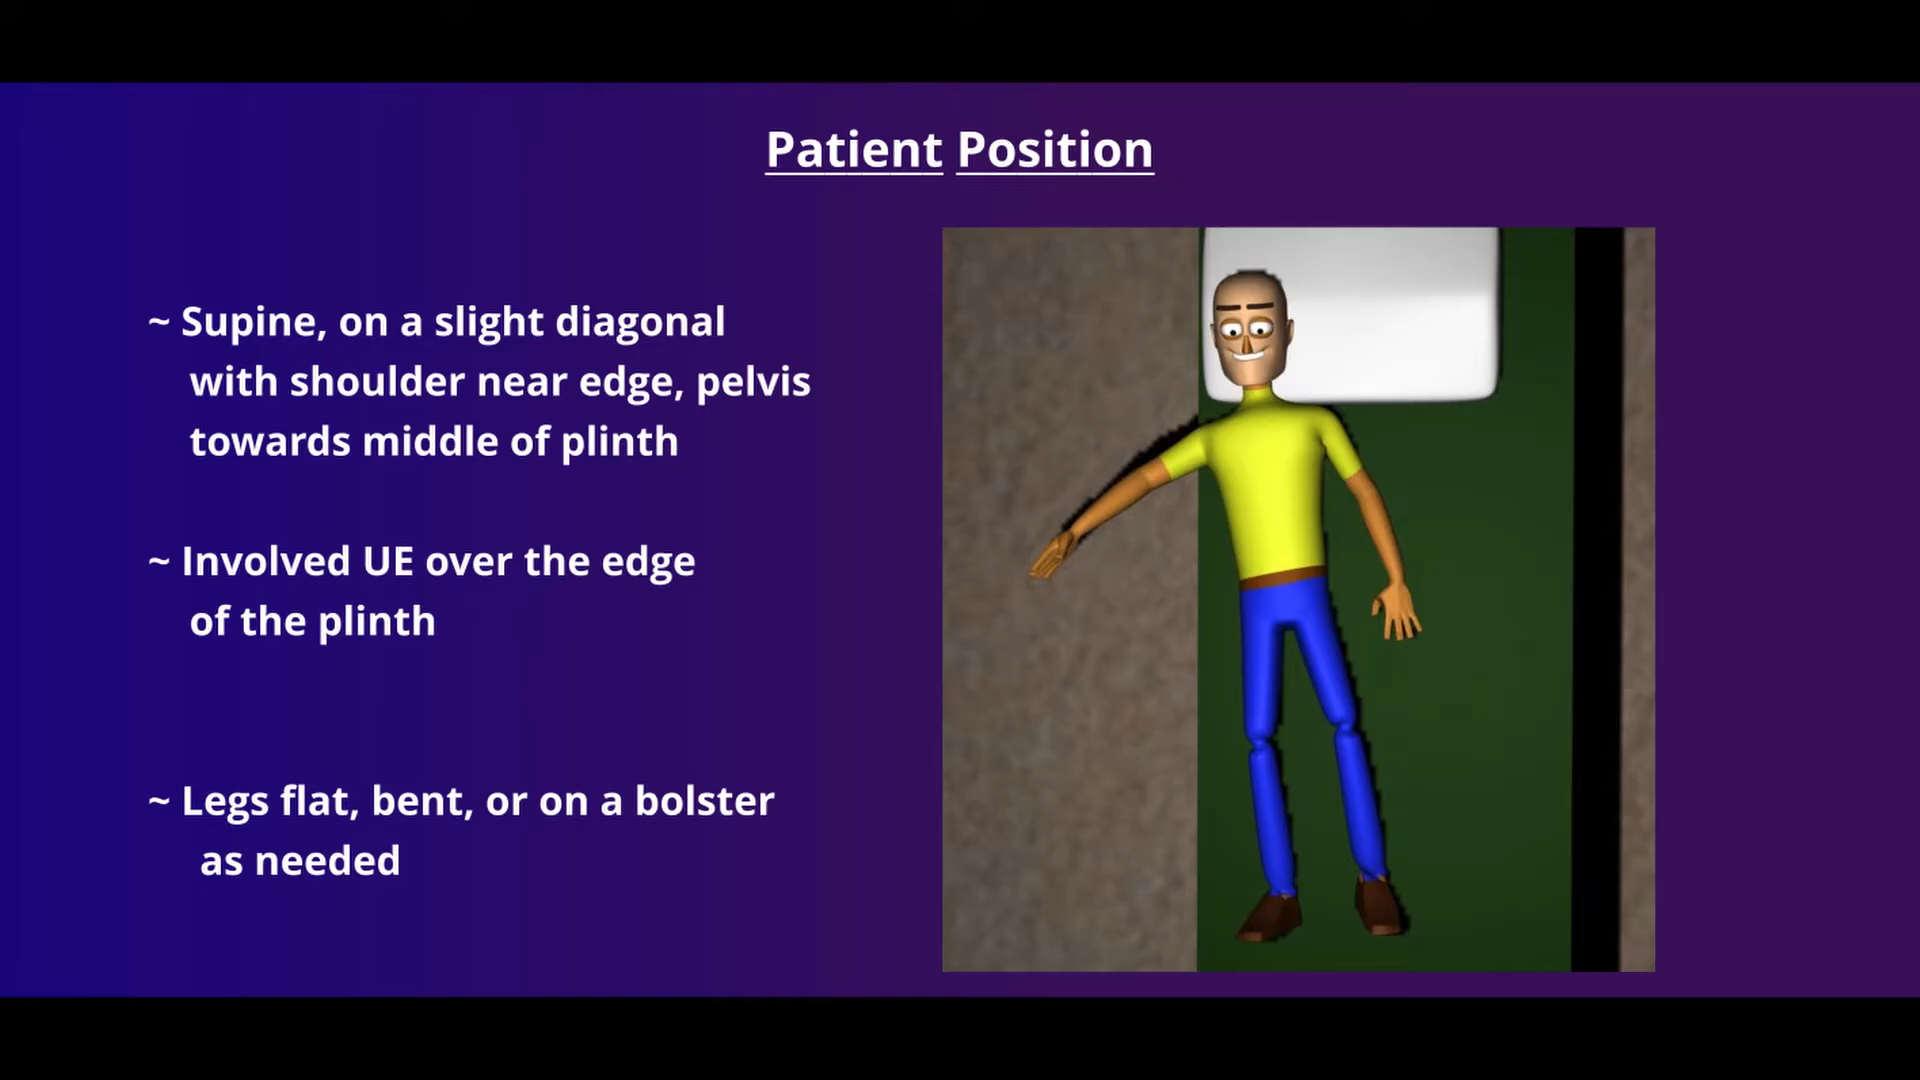 Patient Position
~ Supine, on a slight diagonal
with shoulder near edge, pelvis
towards middle of plinth
~ Involved UE over the edge
of the plinth
~ Legs flat, bent, or on a bolster
as needed